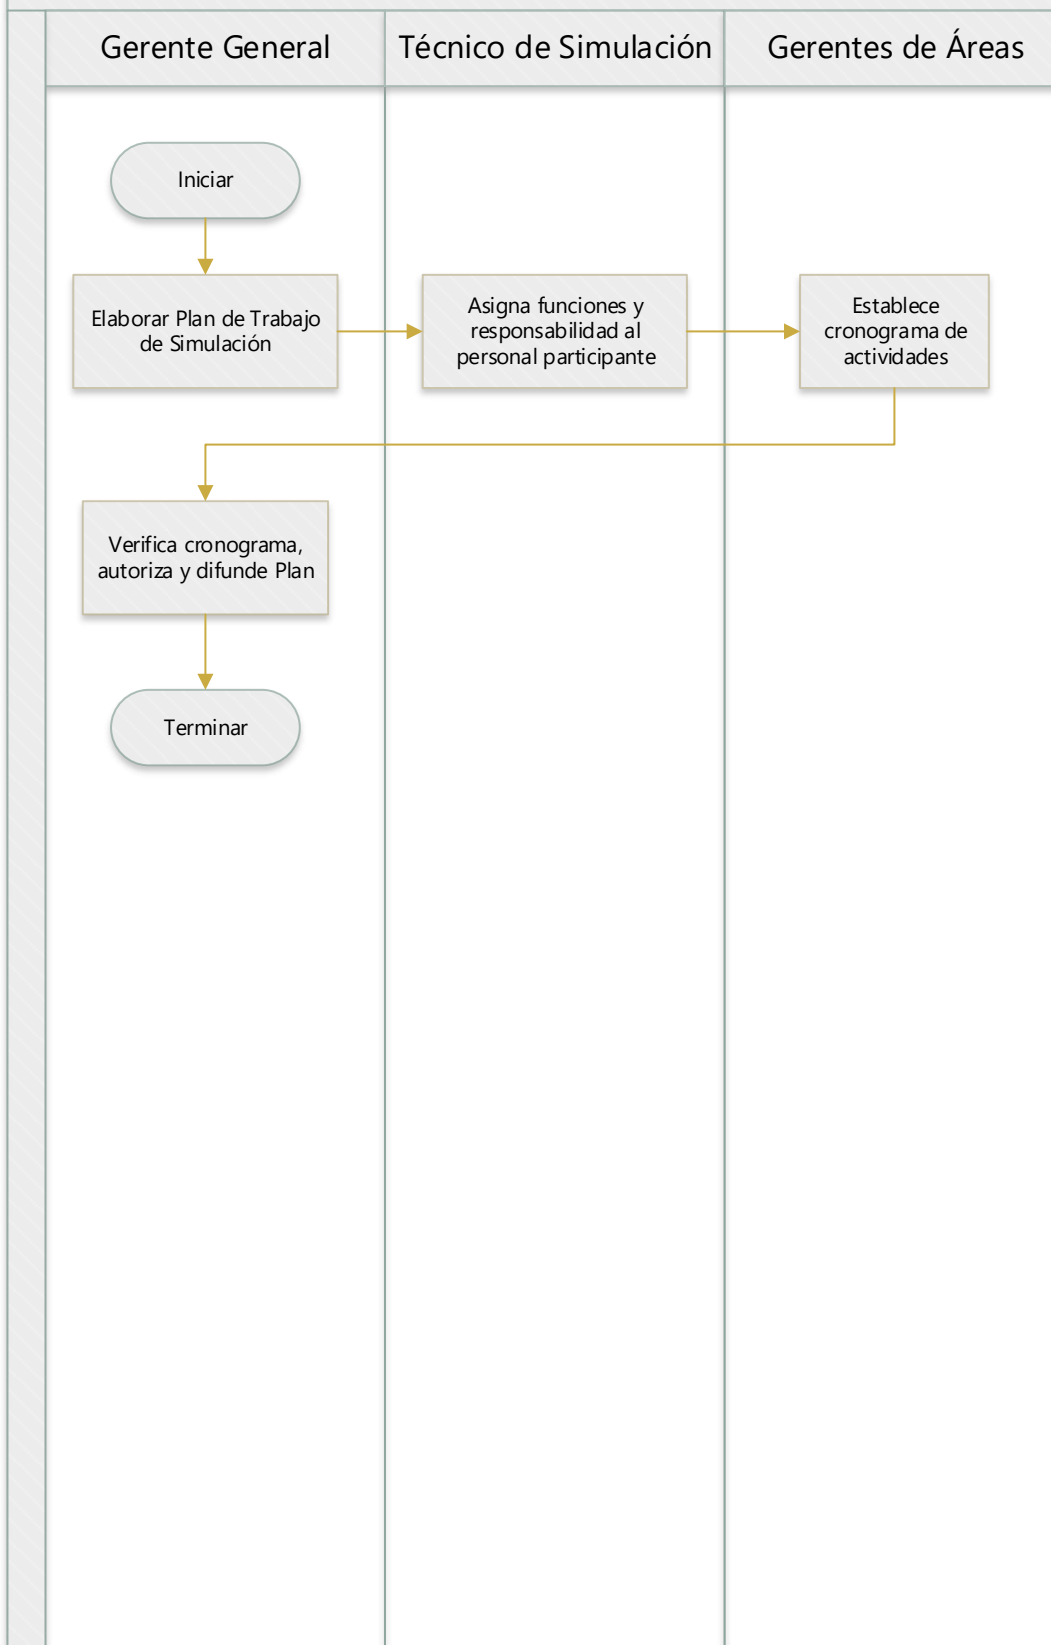 Gerente General
Técnico de Simulación
Gerentes de Áreas
Iniciar
Elaborar Plan de Trabajo
de Simulación
Asigna funciones y
responsabilidad al
personal participante
Establece
cronograma de
actividades
Verifica cronograma,
autoriza y difunde Plan
Terminar